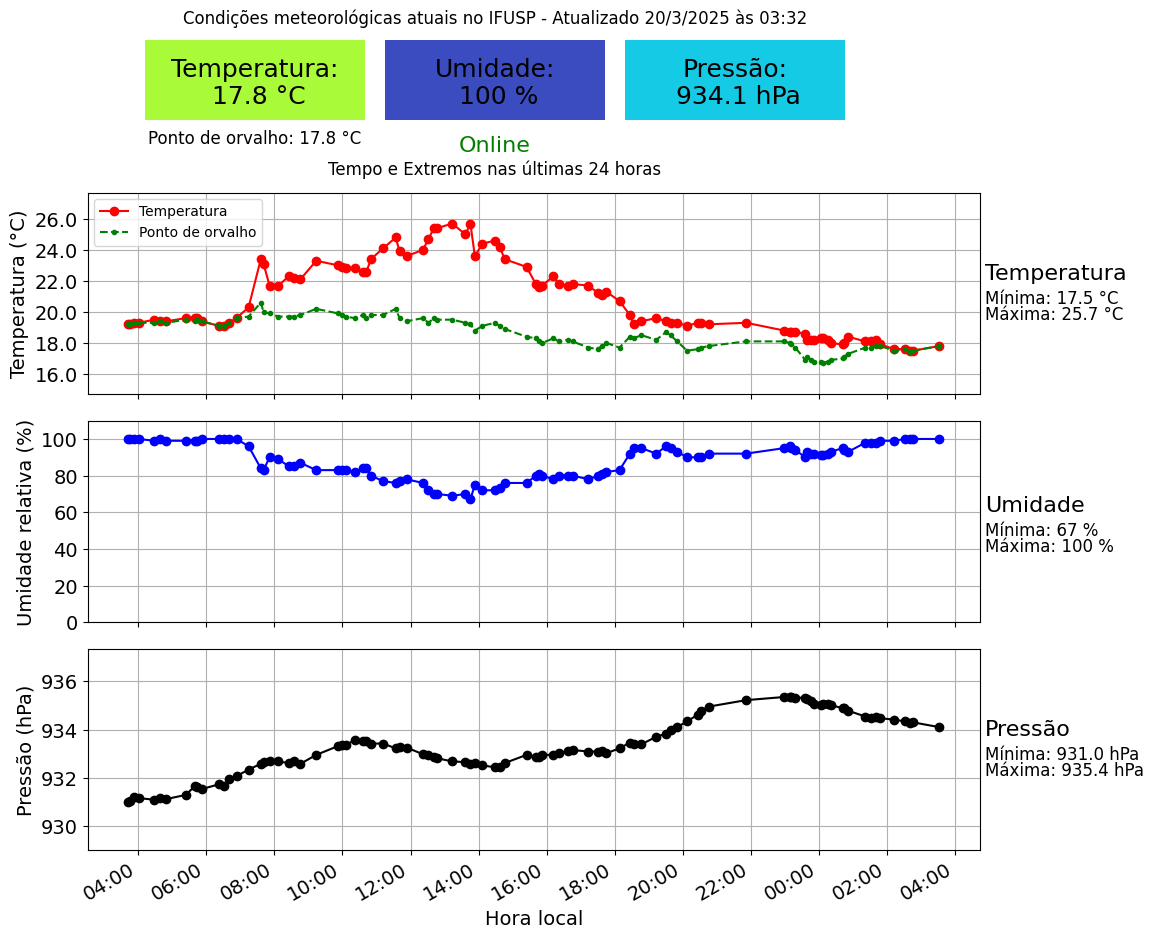 Condições meteorológicas atuais no IFUSP - Atualizado 20/3/2025 às 03:32
Temperatura:
17.8 °C
Umidade:
100 %
Pressão:
934.1 hPa
Ponto de orvalho: 17.8 °C
Online
Tempo e Extremos nas últimas 24 horas
Temperatura (°C)
26.0
24.0
22.0
20.0
18.0
16.0
Temperatura
Ponto de orvalho
Temperatura
Mínima: 17.5 °C
Máxima: 25.7 °C
Umidade relativa (%)
100
80
60
40
20
0
Umidade
Mínima: 67 %
Máxima: 100 %
Pressão (hPa)
936
934
932
930
Pressão
Mínima: 931.0 hPa
Máxima: 935.4 hPa
04:00
06:00
08:00
10:00
12:00
14:00
16:00
18:00
20:00
22:00
00:00
02:00
04:00
Hora local